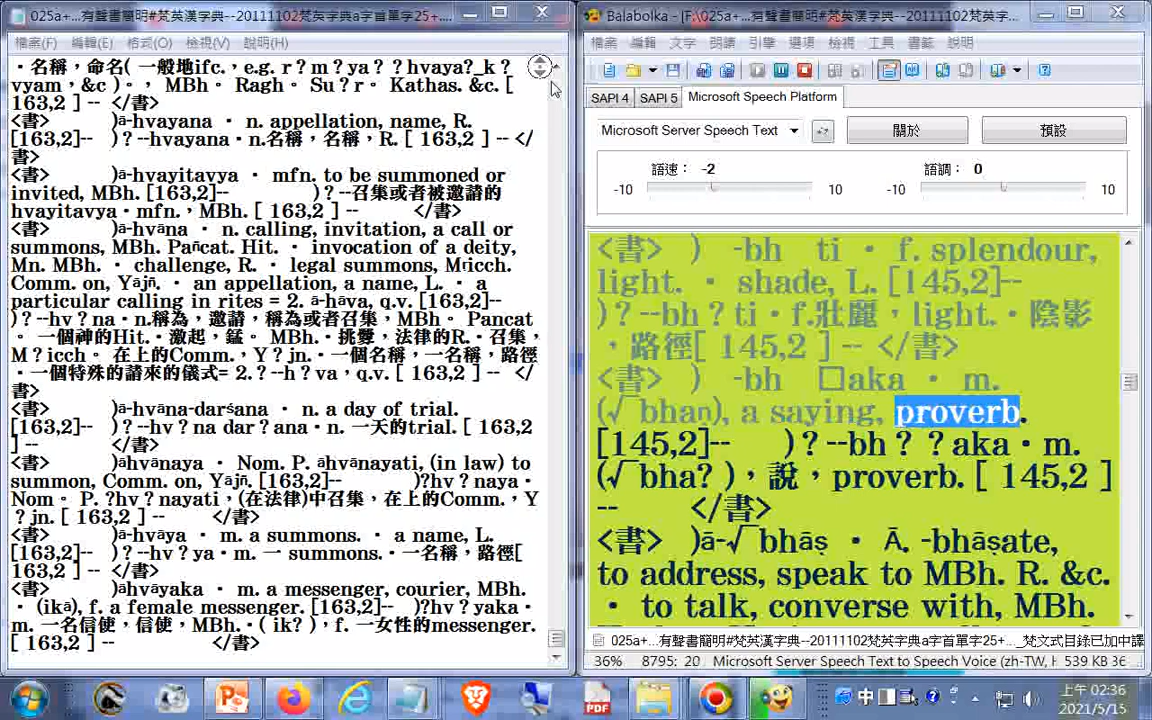 025a+...有聲書簡明#梵英漢字典--20111102梵英字典a字首單字25+...
檔案(F) 編輯(E) 格式(O) 檢視(V) 說明(H)
‧名稱，命名( 一般地ifc.，e.g. r？m？ya？？hvaya?_k？
vyam，&c )。， MBh。 Ragh。 Su？r。 Kathas. &c. [
163,2 ] -- </書>
<書> )ā-hvayana ‧ n. appellation, name, R.
[163,2]-- )？--hvayana‧n.名稱，名稱，R. [ 163,2 ] -- </
書>
<書> )ā-hvayitavya ‧ mfn. to be summoned or
invited, MBh. [163,2]-- )？--召集或者被邀請的
hvayitavya‧mfn.，MBh. [ 163,2 ] -- </書>
<書> )ā-hvāna ‧ n. calling, invitation, a call or
summons, MBh. Pañcat. Hit. ‧ invocation of a deity,
Mn. MBh. ‧ challenge, R. ‧ legal summons, Mṛicch.
Comm. on, Yājñ. ‧ an appellation, a name, L. ‧ a
particular calling in rites = 2. ā-hāva, q.v. [163,2]--
)？--hv？na‧n.稱為，邀請，稱為或者召集，MBh。 Pancat
。一個神的Hit.‧激起，錳。 MBh.‧挑釁，法律的R.‧召集，
M？icch。 在上的Comm.，Y？jn.‧一個名稱，一名稱，路徑
‧一個特殊的請來的儀式= 2.？--h？va，q.v. [ 163,2 ] -- </
書>
<書> )ā-hvāna-darśana ‧ n. a day of trial.
[163,2]-- )？--hv？na dar？ana‧n. 一天的trial. [ 163,2
] -- </書>
<書> )āhvānaya ‧ Nom. P. āhvānayati, (in law) to
summon, Comm. on, Yājñ. [163,2]-- )?hv？naya‧
Nom。 P. ?hv？nayati，(在法律)中召集，在上的Comm.，Y
？jn. [ 163,2 ] -- </書>
<書> )ā-hvāya ‧ m. a summons. ‧ a name, L.
[163,2]-- )？--hv？ya‧m. 一 summons.‧一名稱，路徑[
163,2 ] -- </書>
<書> )āhvāyaka ‧ m. a messenger, courier, MBh.
‧ (ikā), f. a female messenger. [163,2]-- )?hv？yaka‧
m. 一名信使，信使，MBh.‧( ik? )，f. 一女性的messenger.
[ 163,2 ] -- </書>
Balabolka - [F:\025a+...有聲書簡明#梵英漢字典--20111102梵英字...
檔案 編輯 文字 朗讀 引擎 選項 檢視 工具 書籤 說明
SAPI 4 SAPI 5 Microsoft Speech Platform
Microsoft Server Speech Text 關於 預設
語速： -2 語調： 0
-10 10 -10 10
<書> ) -bh ti ‧ f. splendour,
light. ‧ shade, L. [145,2]--
)？--bh？ti‧f.壯麗，light.‧陰影
‧路徑[ 145,2 ] -- </書>
<書> ) -bh □aka ‧ m.
(√ bhaṇ), a saying, proverb.
[145,2]-- )？--bh？？aka‧m.
(√ bha? )，說，proverb. [ 145,2 ]
-- </書>
<書> )ā-√ bhāṣ ‧ Ā. -bhāṣate,
to address, speak to MBh. R. &c.
‧ to talk, converse with, MBh.
025a+...有聲書簡明#梵英漢字典--20111102梵英字典a字首單字25+..._梵文式目錄已加中譯
36% 8795: 20 Microsoft Server Speech Text to Speech Voice (zh-TW, H 539 KB 36
中
上午 02:36
2021/5/15